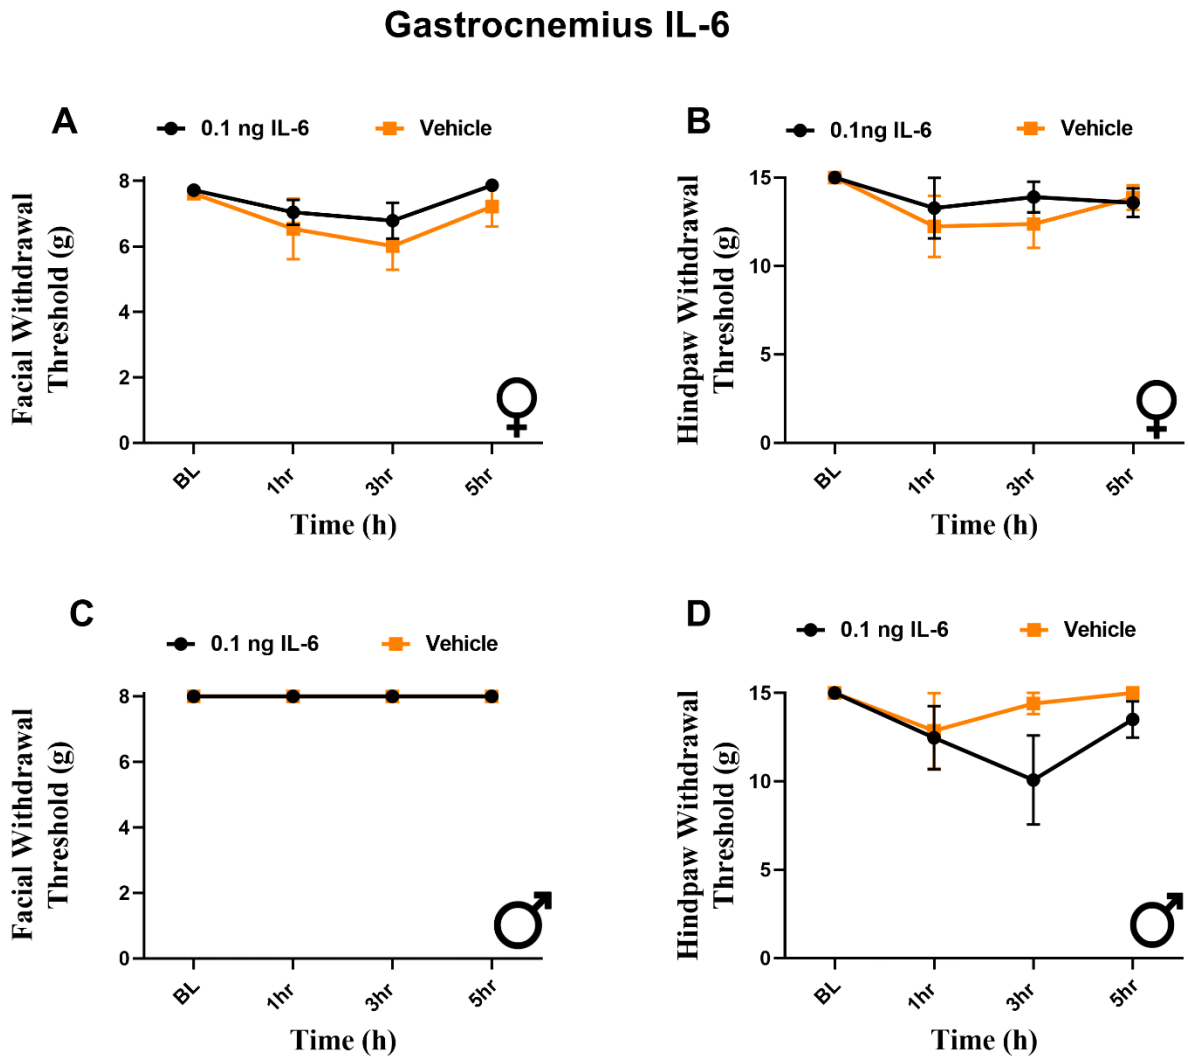 Gastrocnemius IL-6
A
0.1 ng IL-6
Vehicle
Facial Withdrawal
Threshold (g)
8
6
4
2
0
BL
1hr
3hr
5hr
Time (h)
B
0.1ng IL-6
Vehicle
Hindpaw Withdrawal
Threshold (g)
15
10
5
0
BL
1hr
3hr
5hr
Time (h)
C
0.1 ng IL-6
Vehicle
Facial Withdrawal
Threshold (g)
8
6
4
2
0
BL
1hr
3hr
5hr
Time (h)
D
0.1 ng IL-6
Vehicle
Hindpaw Withdrawal
Threshold (g)
15
10
5
0
BL
1hr
3hr
5hr
Time (h)